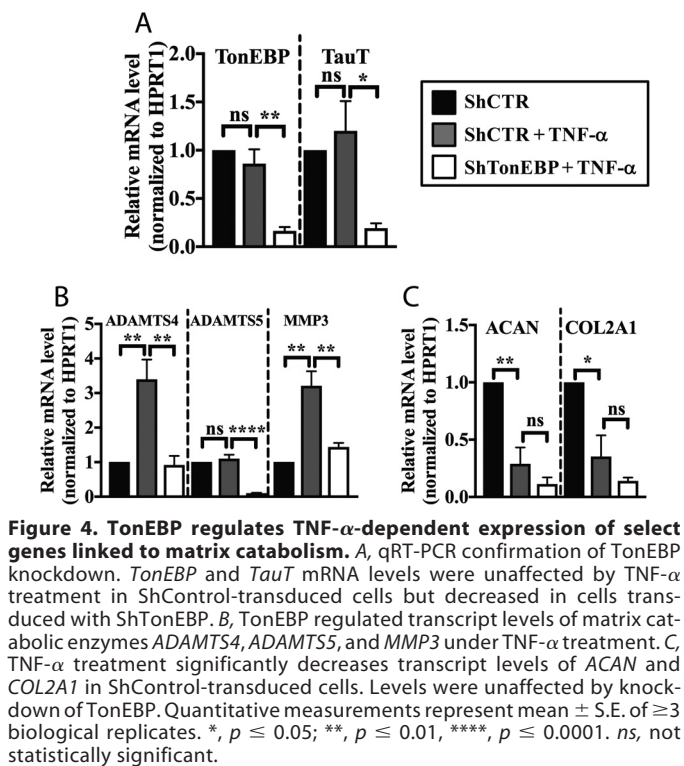 A
TonEBP
TauT
Relative mRNA level
(normalized to HPRT1)
2.0
1.5
1.0
0.5
0.0
ns
**
ns
*
ShCTR
ShCTR + TNF-α
ShTonEBP + TNF-α
B
ADAMTS4
ADAMTS5
MMP3
Relative mRNA level
(normalized to HPRT1)
5
4
3
2
1
0
**
**
ns
****
**
**
C
ACAN
COL2A1
Relative mRNA level
(normalized to HPRT1)
1.5
1.0
0.5
0.0
**
ns
*
ns
Figure 4. TonEBP regulates TNF-α-dependent expression of select
genes linked to matrix catabolism. A, qRT-PCR confirmation of TonEBP
knockdown. TonEBP and TauT mRNA levels were unaffected by TNF-α
treatment in ShControl-transduced cells but decreased in cells trans-
duced with ShTonEBP. B, TonEBP regulated transcript levels of matrix cat-
abolic enzymes ADAMTS4, ADAMTS5, and MMP3 under TNF-α treatment. C,
TNF-α treatment significantly decreases transcript levels of ACAN and
COL2A1 in ShControl-transduced cells. Levels were unaffected by knock-
down of TonEBP. Quantitative measurements represent mean ± S.E. of ≥3
biological replicates. *, p ≤ 0.05; **, p ≤ 0.01, ****, p ≤ 0.0001. ns, not
statistically significant.